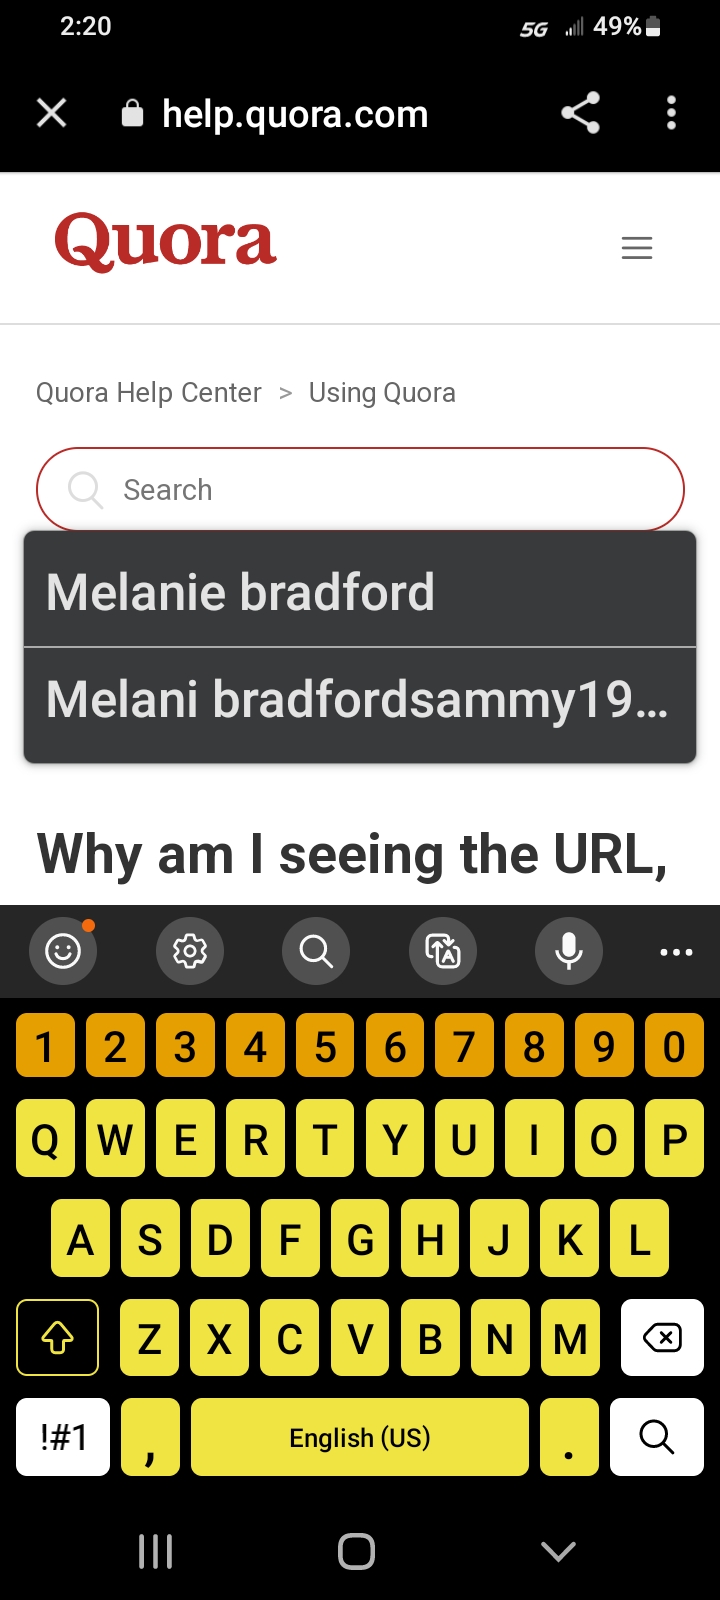 2:20 5G 49%
help.quora.com
Quora
Quora Help Center > Using Quora
Search
Melanie bradford
Melani bradfordsammy19...
Why am I seeing the URL,
1 2 3 4 5 6 7 8 9 0
Q W E R T Y U I O P
A S D F G H J K L
Z X C V B N M
!#1 , English (US) .